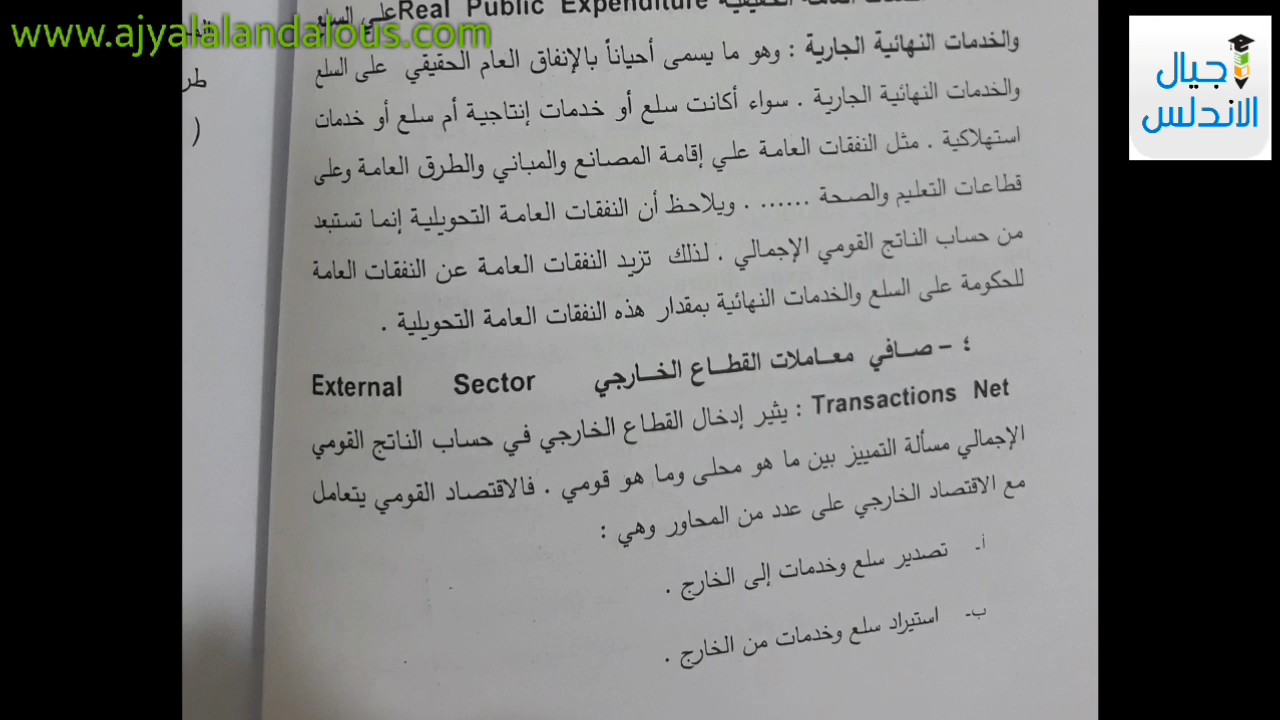 www.ajyalalandalous.com
جيال
الاندلس
طر
(
Real Public Expenditure على السلع
والخدمات النهائية الجارية : وهو ما يسمى أحياناً بالإنفاق العام الحقيقي على السلع
والخدمات النهائية الجارية . سواء أكانت سلع أو خدمات إنتاجية أم سلع أو خدمات
استهلاكية . مثل النفقات العامة علي إقامة المصانع والمباني والطرق العامة وعلى
قطاعات التعليم والصحة ...... . ويلاحظ أن النفقات العامة التحويلية إنما تستبعد
من حساب الناتج القومي الإجمالي . لذلك تزيد النفقات العامة عن النفقات العامة
للحكومة على السلع والخدمات النهائية بمقدار هذه النفقات العامة التحويلية .
٤ – صافي معاملات القطاع الخارجي External Sector
Transactions Net : يثير إدخال القطاع الخارجي في حساب الناتج القومي
الإجمالي مسألة التمييز بين ما هو محلى وما هو قومي . فالاقتصاد القومي يتعامل
مع الاقتصاد الخارجي على عدد من المحاور وهي :
أ- تصدير سلع وخدمات إلى الخارج .
ب- استيراد سلع وخدمات من الخارج .